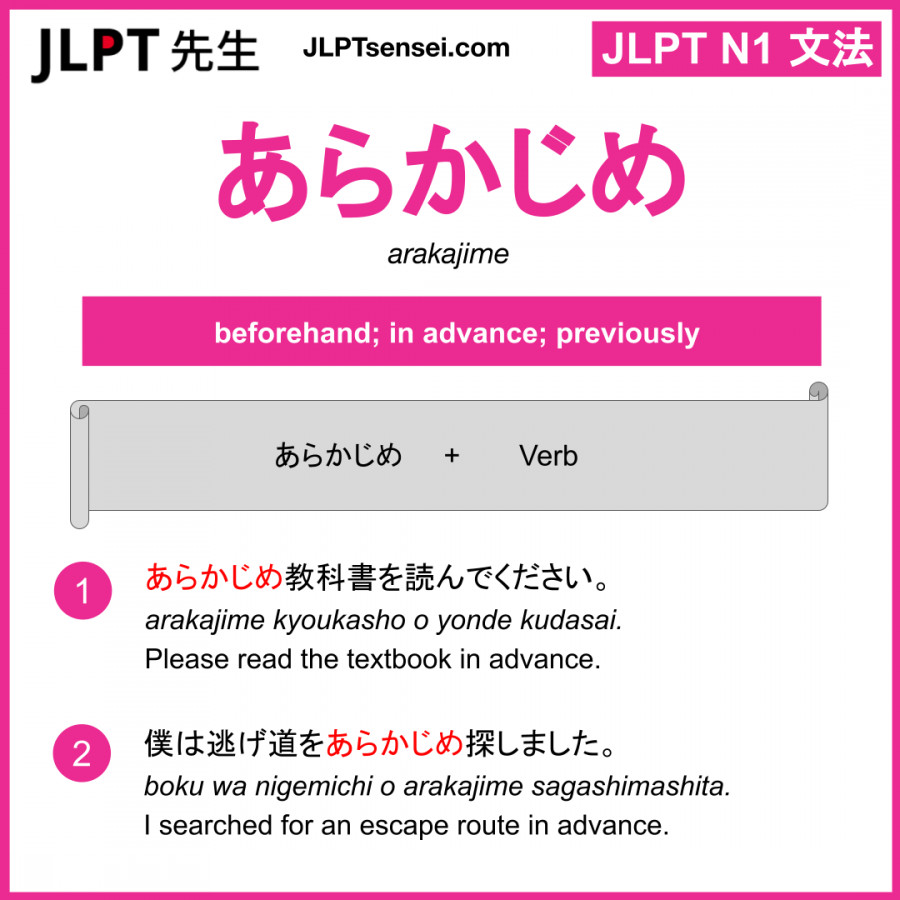 JLPT 先生
JLPTsensei.com
JLPT N1 文法
あらかじめ
arakajime
beforehand; in advance; previously
あらかじめ + Verb
1
あらかじめ教科書を読んでください。
arakajime kyoukasho o yonde kudasai.
Please read the textbook in advance.
2
僕は逃げ道をあらかじめ探しました。
boku wa nigemichi o arakajime sagashimashita.
I searched for an escape route in advance.